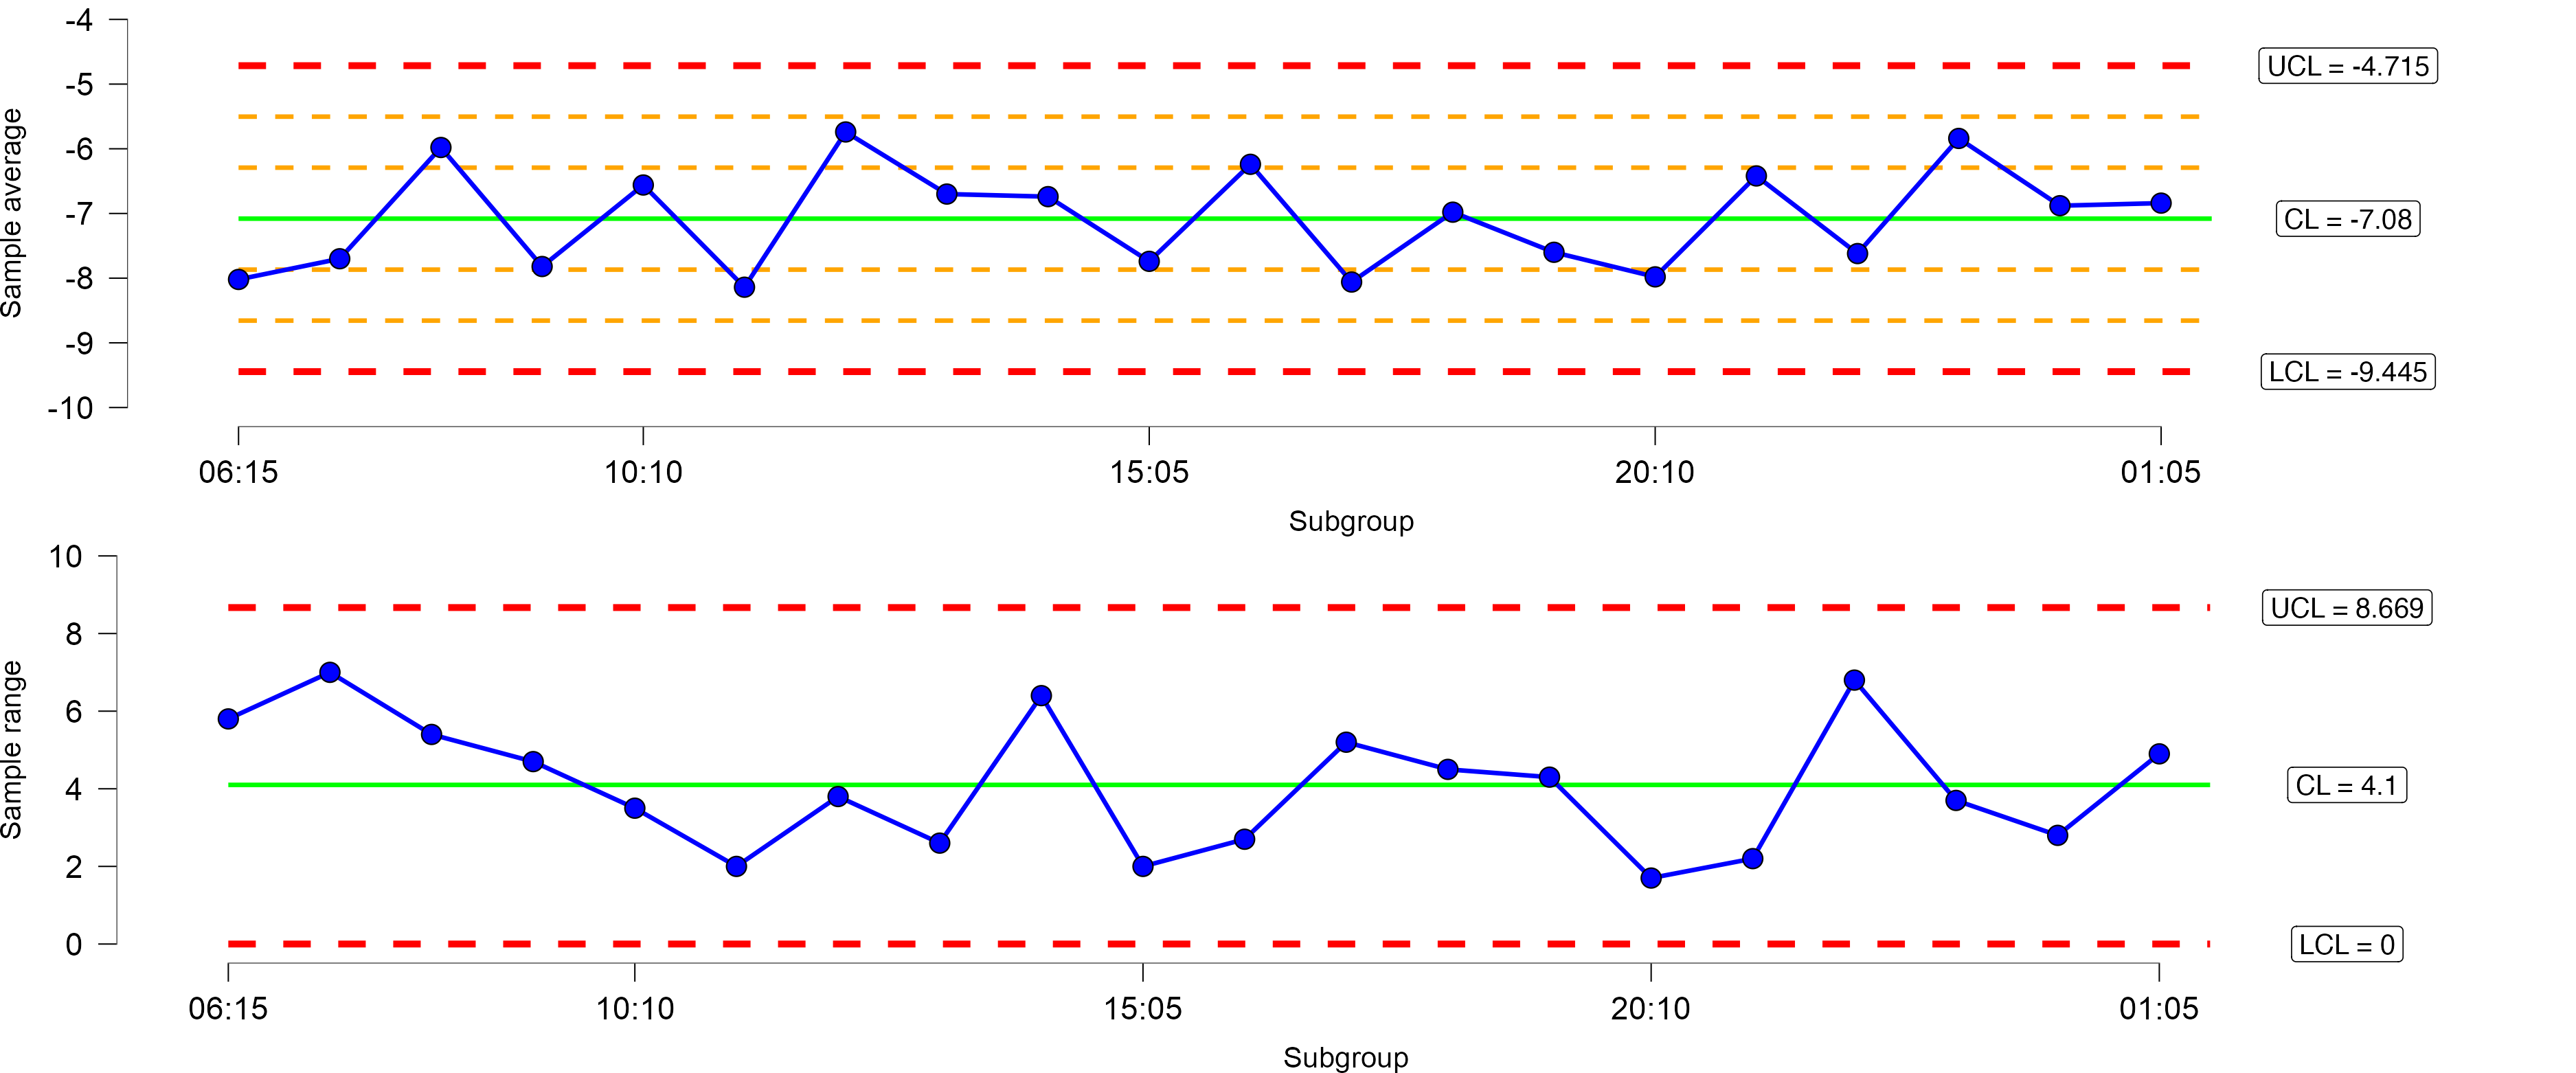 Sample average
-4
-5
-6
-7
-8
-9
-10
UCL = -4.715
CL = -7.08
LCL = -9.445
06:15 10:10 15:05 20:10 01:05
Subgroup
Sample range
10
8
6
4
2
0
UCL = 8.669
CL = 4.1
LCL = 0
06:15 10:10 15:05 20:10 01:05
Subgroup